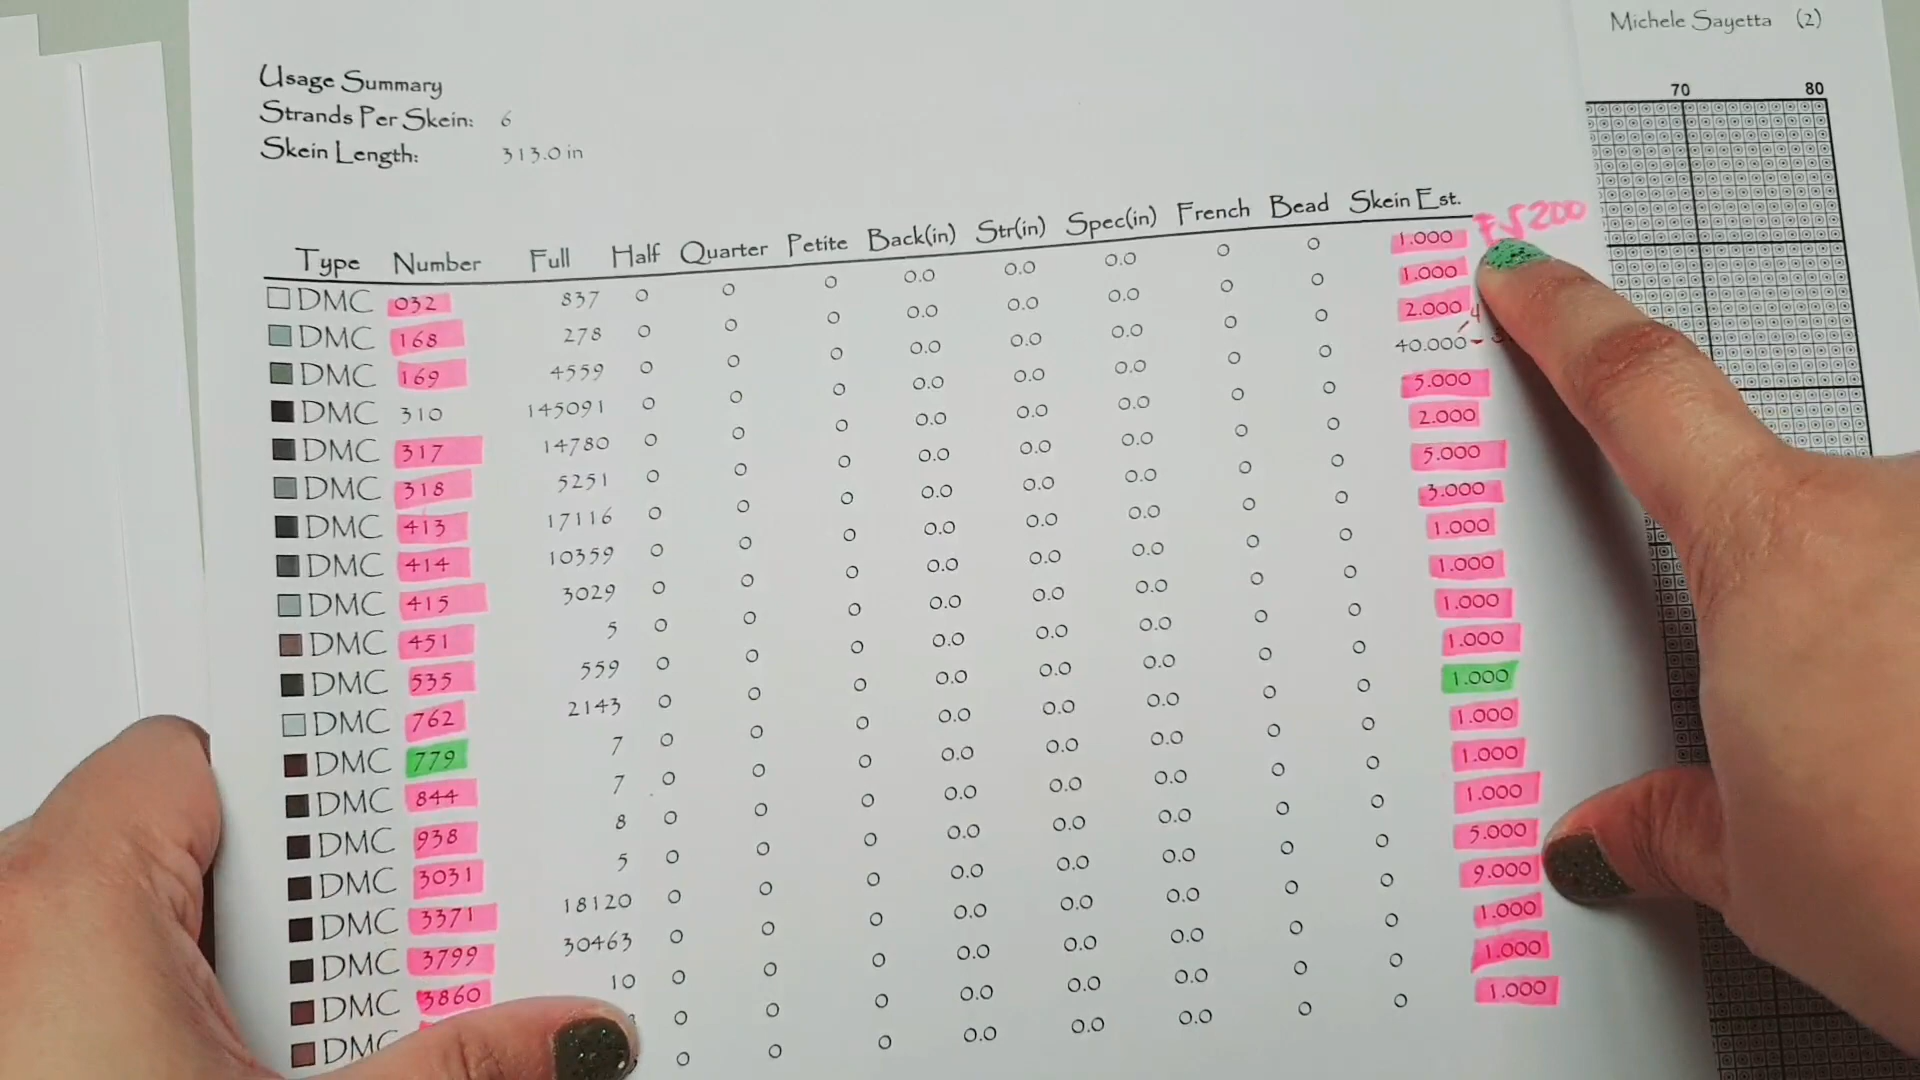 Michele Sayetta (2)
70 80
Usage Summary
Strands Per Skein: 6
Skein Length: 313.0 in
Type Number Full Half Quarter Petite Back(in) Str(in) Spec(in) French Bead Skein Est.
DMC 032 837 0 0 0 0.0 0.0 0.0 0 0 1.000
DMC 168 278 0 0 0 0.0 0.0 0.0 0 0 1.000
DMC 169 4559 0 0 0 0.0 0.0 0.0 0 0 2.000
DMC 310 145091 0 0 0 0.0 0.0 0.0 0 0 40.000
DMC 317 14780 0 0 0 0.0 0.0 0.0 0 0 5.000
DMC 318 5251 0 0 0 0.0 0.0 0.0 0 0 2.000
DMC 413 17116 0 0 0 0.0 0.0 0.0 0 0 5.000
DMC 414 10359 0 0 0 0.0 0.0 0.0 0 0 3.000
DMC 415 3029 0 0 0 0.0 0.0 0.0 0 0 1.000
DMC 451 5 0 0 0 0.0 0.0 0.0 0 0 1.000
DMC 535 559 0 0 0 0.0 0.0 0.0 0 0 1.000
DMC 762 2143 0 0 0 0.0 0.0 0.0 0 0 1.000
DMC 779 7 0 0 0 0.0 0.0 0.0 0 0 1.000
DMC 844 7 0 0 0 0.0 0.0 0.0 0 0 1.000
DMC 938 8 0 0 0 0.0 0.0 0.0 0 0 1.000
DMC 3031 5 0 0 0 0.0 0.0 0.0 0 0 1.000
DMC 3371 18120 0 0 0 0.0 0.0 0.0 0 0 5.000
DMC 3799 30463 0 0 0 0.0 0.0 0.0 0 0 9.000
DMC 3860 10 0 0 0 0.0 0.0 0.0 0 0 1.000
DMC 0 0 0 0.0 0.0 0.0 0 0 1.000
0 0 0 0.0 0.0 0.0 0 0 1.000